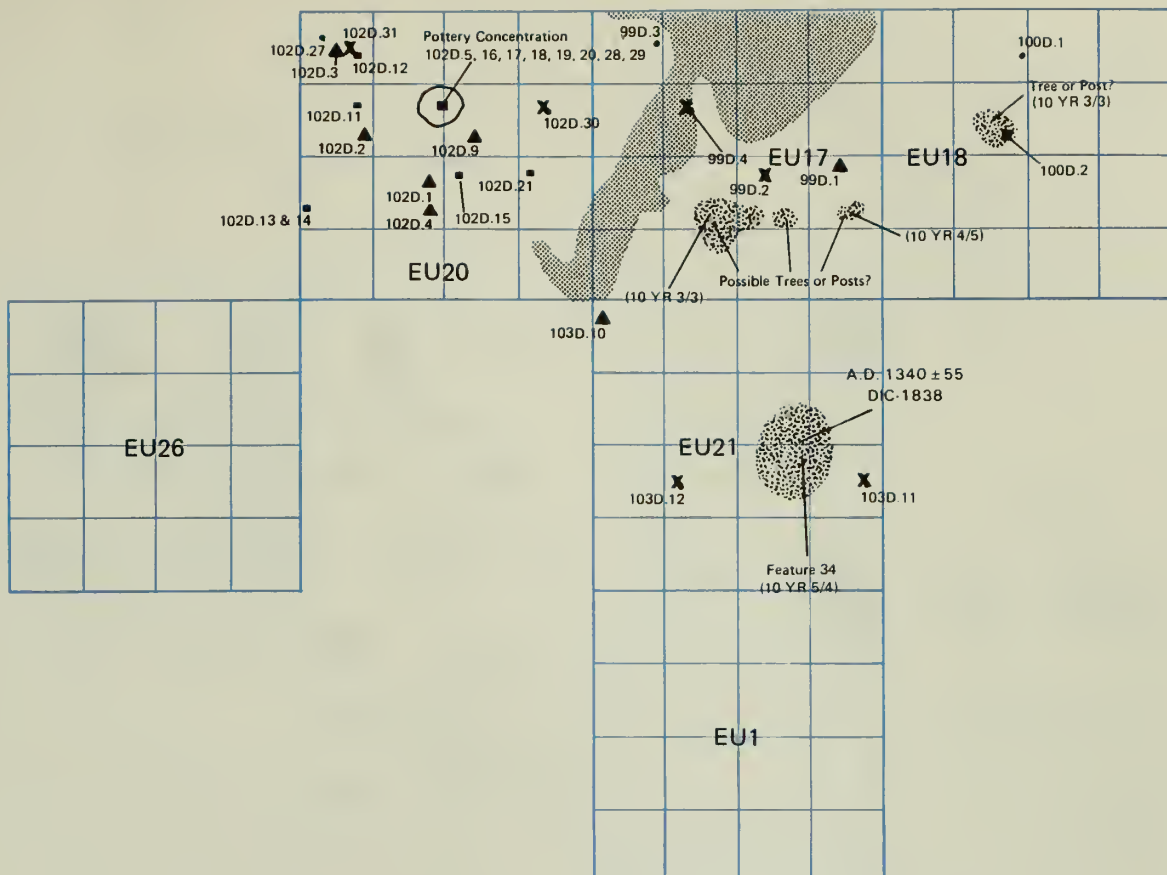 102D.31
102D.27
102D.3
102D.12
Pottery Concentration
102D.5, 16, 17, 18, 19, 20, 28, 29
99D.3
100D.1
Tree or Post?
(10 YR 3/3)
102D.11
102D.2
102D.9
102D.30
99D.4
EU17
EU18
100D.2
99D.2
99D.1
102D.1
102D.21
102D.13 & 14
102D.4
102D.15
(10 YR 4/5)
EU20
Possible Trees or Posts?
(10 YR 3/3)
103D.10
A.D. 1340 ± 55
DIC-1838
EU26
EU21
103D.12
103D.11
Feature 34
(10 YR 5/4)
EU1